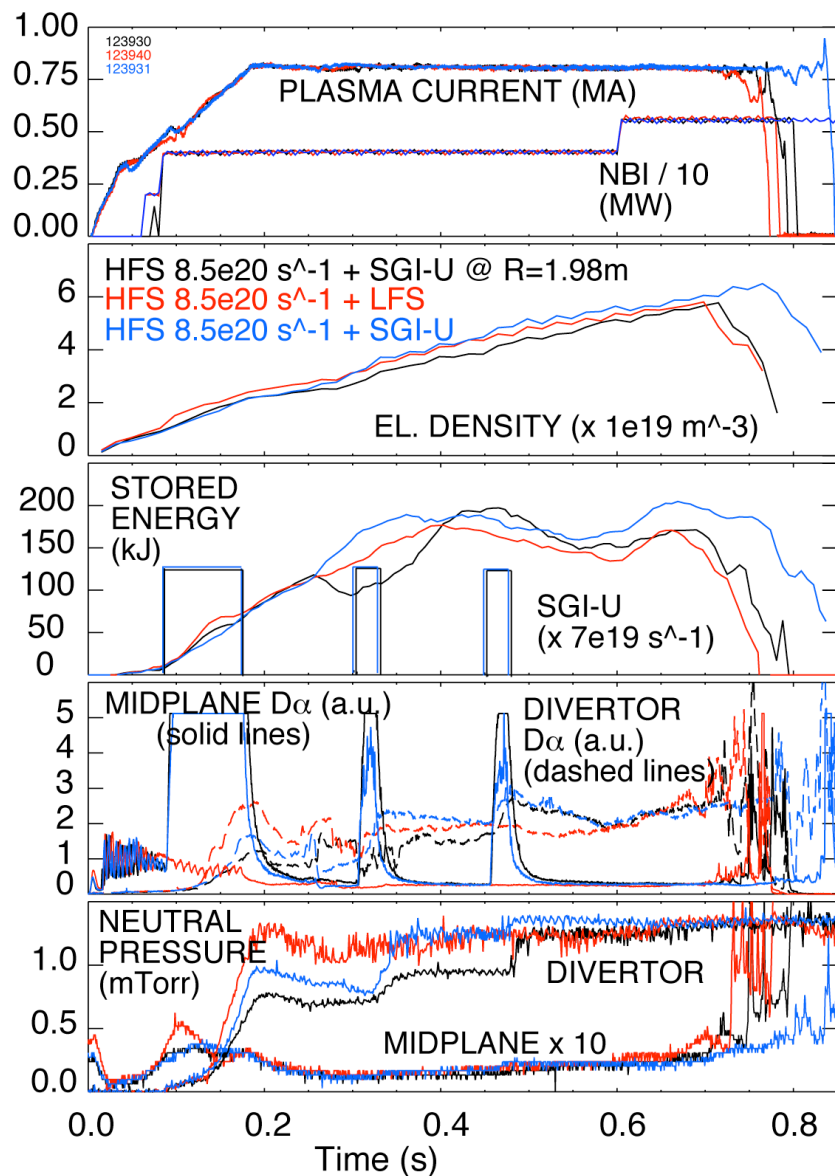 1.00
0.75
0.50
0.25
0.00
123930
123940
123931
PLASMA CURRENT (MA)
NBI / 10
(MW)
6
4
2
0
HFS 8.5e20 s^-1 + SGI-U @ R=1.98m
HFS 8.5e20 s^-1 + LFS
HFS 8.5e20 s^-1 + SGI-U
EL. DENSITY (x 1e19 m^-3)
200
150
100
50
0
STORED
ENERGY
(kJ)
SGI-U
(x 7e19 s^-1)
5
4
3
2
1
0
MIDPLANE Dα (a.u.)
(solid lines)
DIVERTOR
Dα (a.u.)
(dashed lines)
1.0
0.5
0.0
NEUTRAL
PRESSURE
(mTorr)
DIVERTOR
MIDPLANE x 10
0.0 0.2 0.4 0.6 0.8
Time (s)